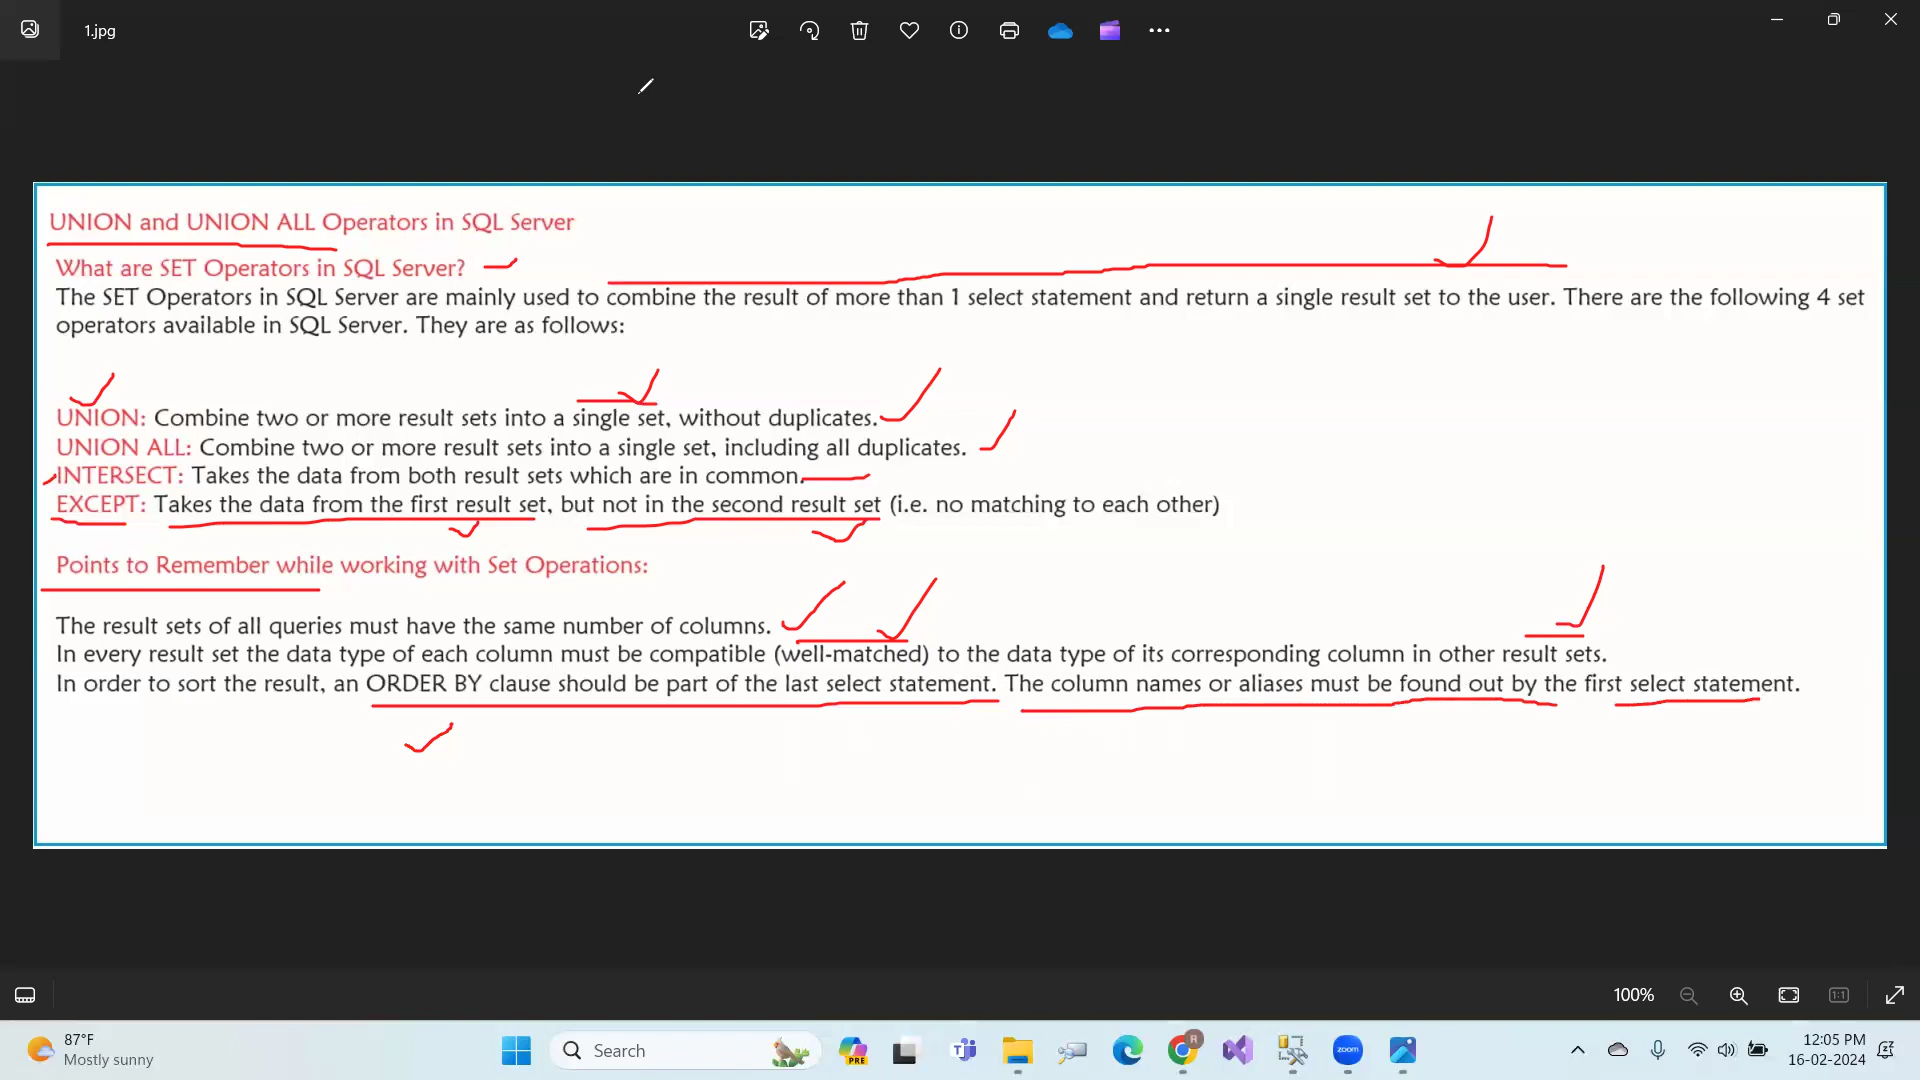 1.jpg
UNION and UNION ALL Operators in SQL Server
What are SET Operators in SQL Server?
The SET Operators in SQL Server are mainly used to combine the result of more than 1 select statement and return a single result set to the user. There are the following 4 set
operators available in SQL Server. They are as follows:
UNION: Combine two or more result sets into a single set, without duplicates.
UNION ALL: Combine two or more result sets into a single set, including all duplicates.
INTERSECT: Takes the data from both result sets which are in common.
EXCEPT: Takes the data from the first result set, but not in the second result set (i.e. no matching to each other)
Points to Remember while working with Set Operations:
The result sets of all queries must have the same number of columns.
In every result set the data type of each column must be compatible (well-matched) to the data type of its corresponding column in other result sets.
In order to sort the result, an ORDER BY clause should be part of the last select statement. The column names or aliases must be found out by the first select statement.
100%
1:1
87°F
Mostly sunny
Search
PRE
R
zoom
12:05 PM
16-02-2024